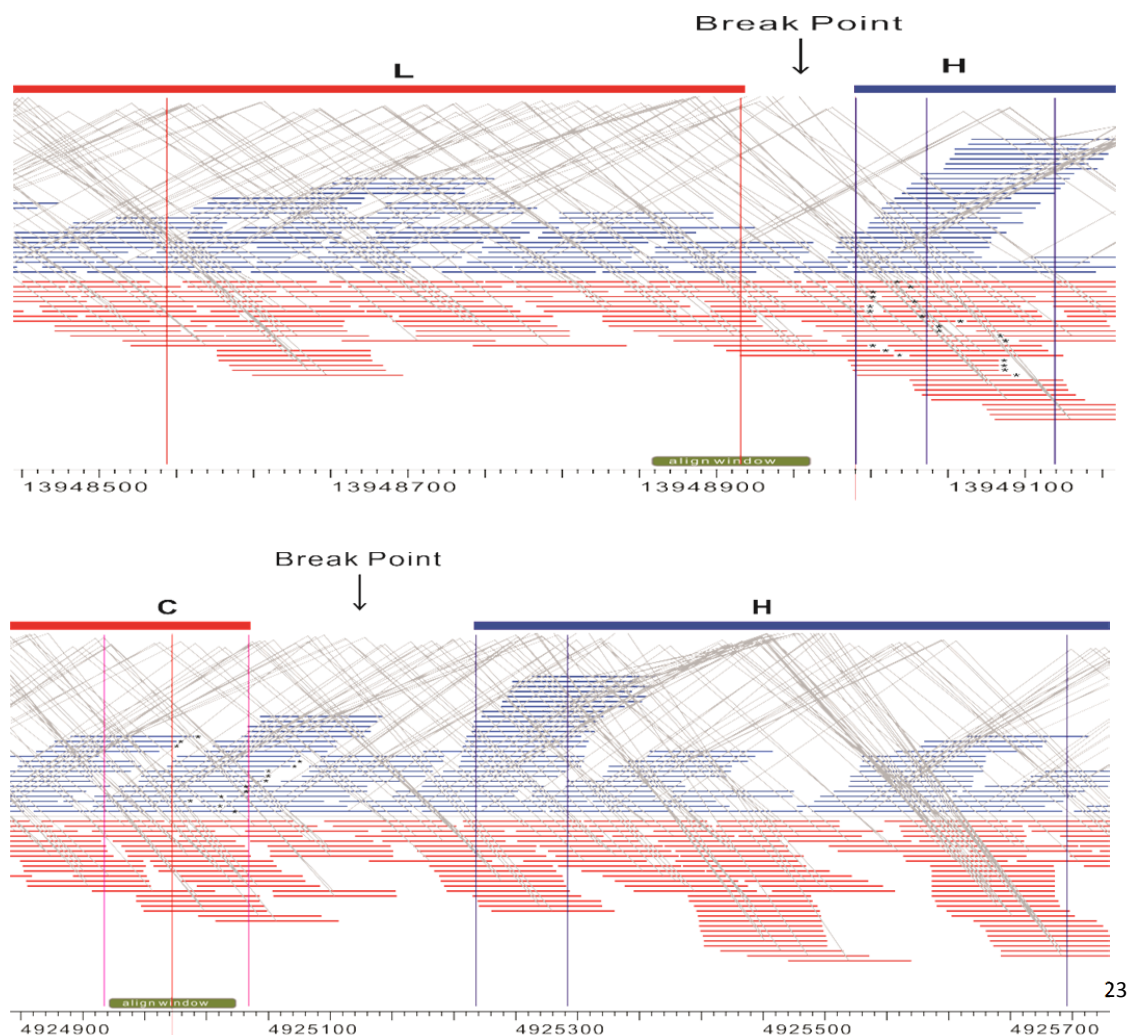 Break Point
L H
align window
13948500 13948700 13948900 13949100
Break Point
C H
align window
4924900 4925100 4925300 4925500 4925700
23